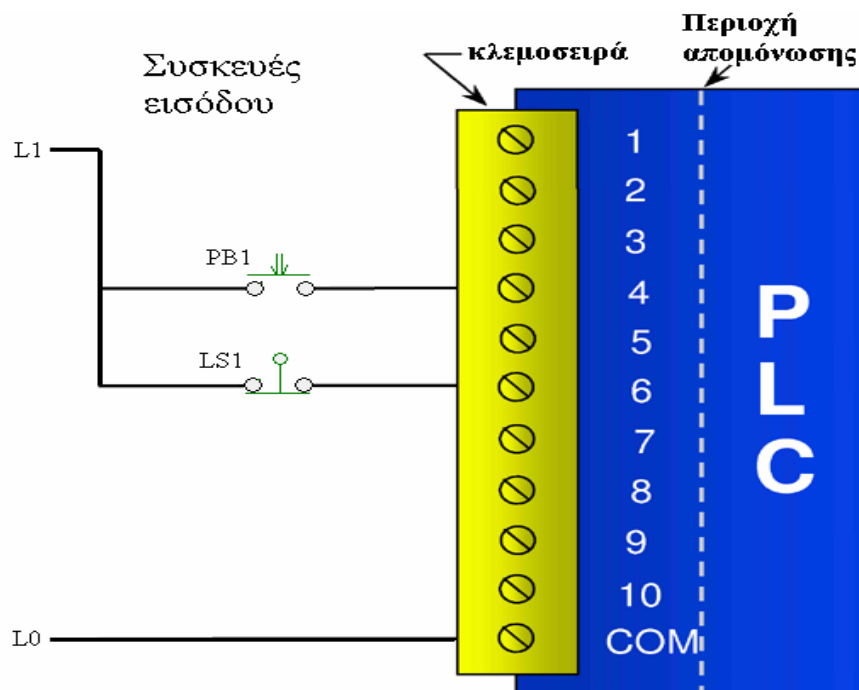 κλεμοσειρά
Περιοχή
απομόνωσης
Συσκευές
εισόδου
L1
1
2
3
PB1
4
5
LS1
6
7
8
9
10
L0
COM
P
L
C